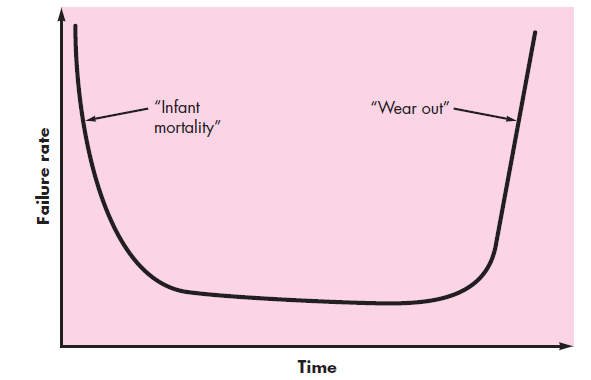 "Infant
mortality"
"Wear out"
Failure rate
Time